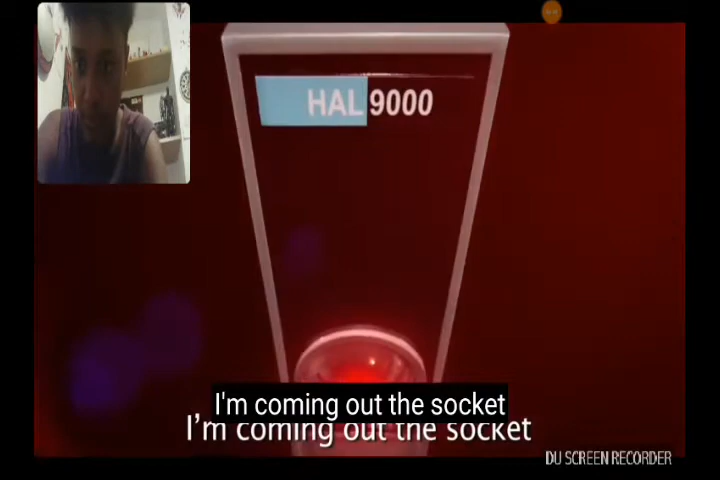 HAL 9000
I'm coming out the socket
I'm coming out the socket
DU SCREEN RECORDER